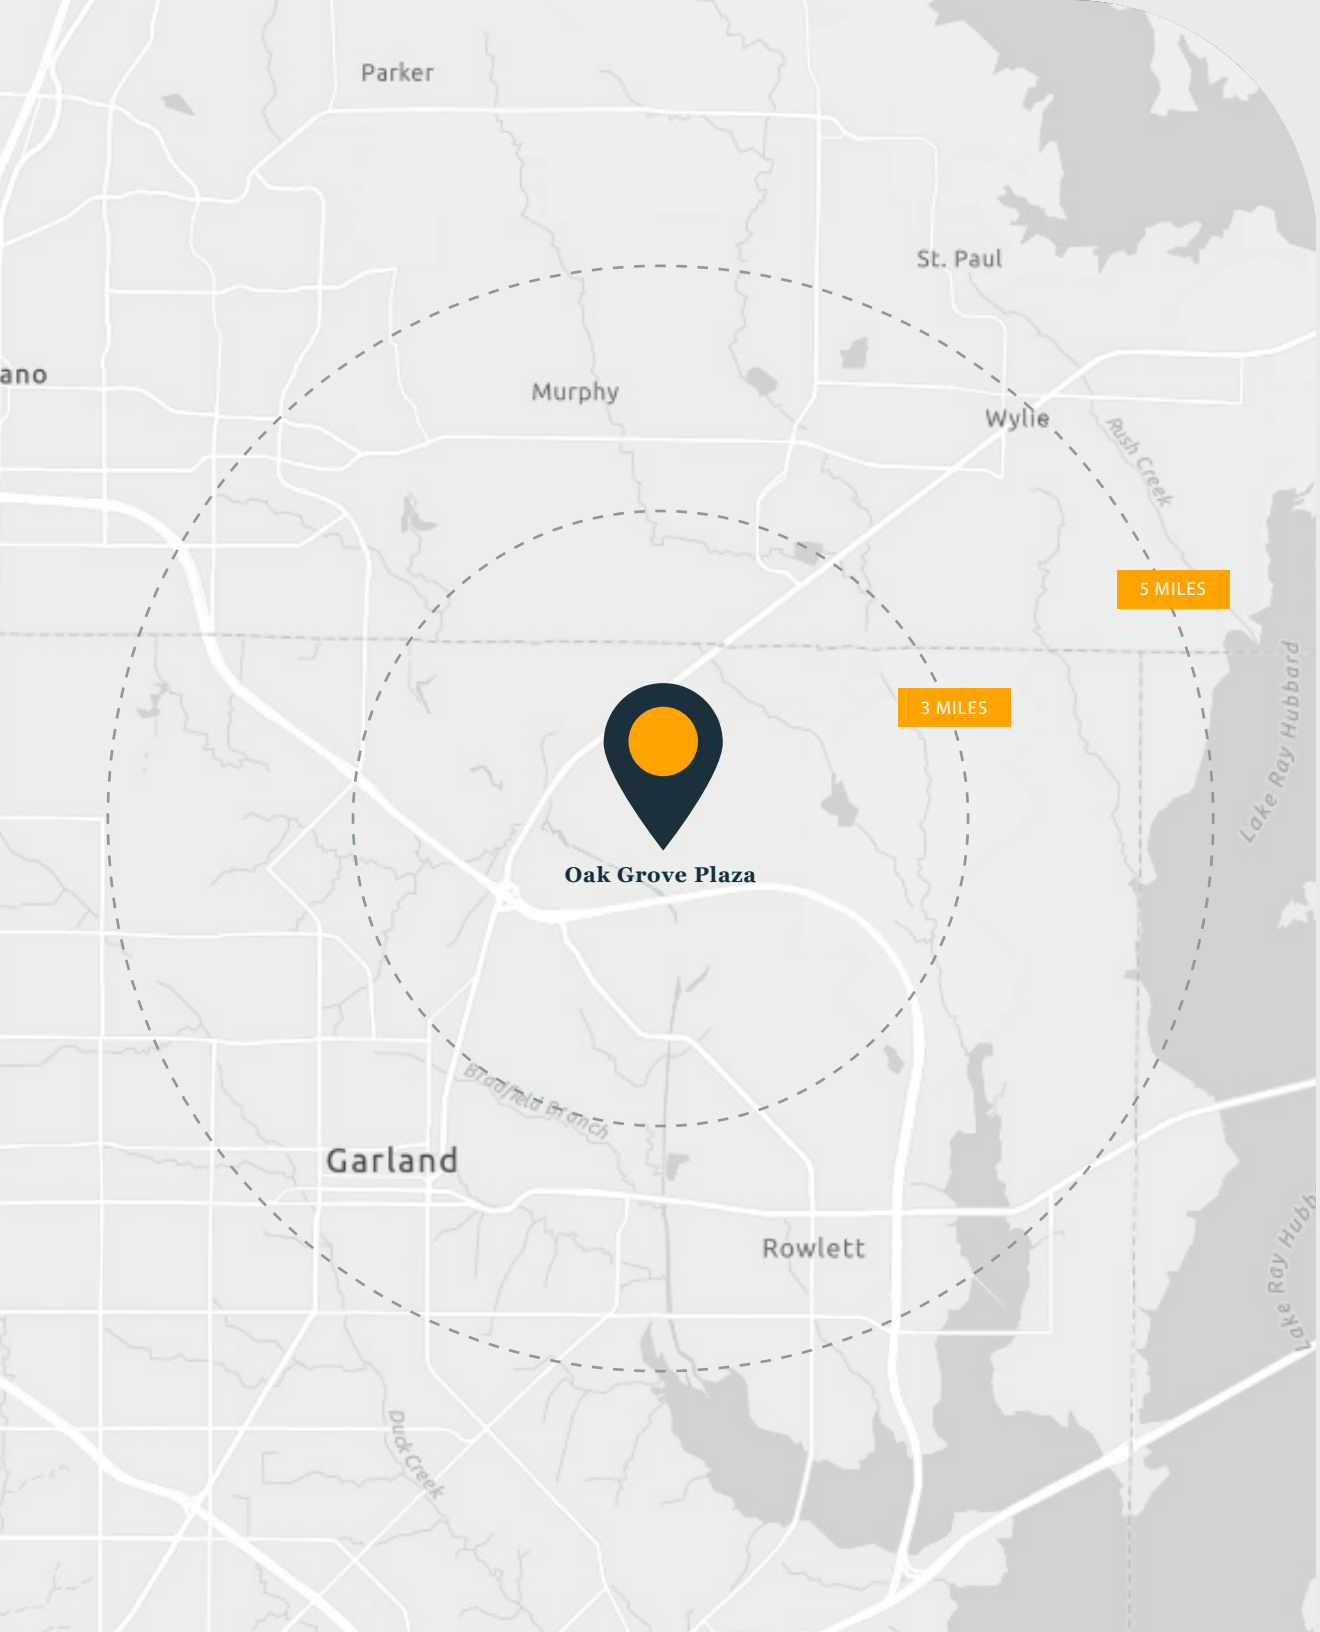 Parker
St. Paul
ano
Murphy
Wylie
Rush Creek
5 MILES
Lake Ray Hubbard
3 MILES
Oak Grove Plaza
Bradfield Branch
Garland
Lake Ray Hubb
Rowlett
Duck Creek